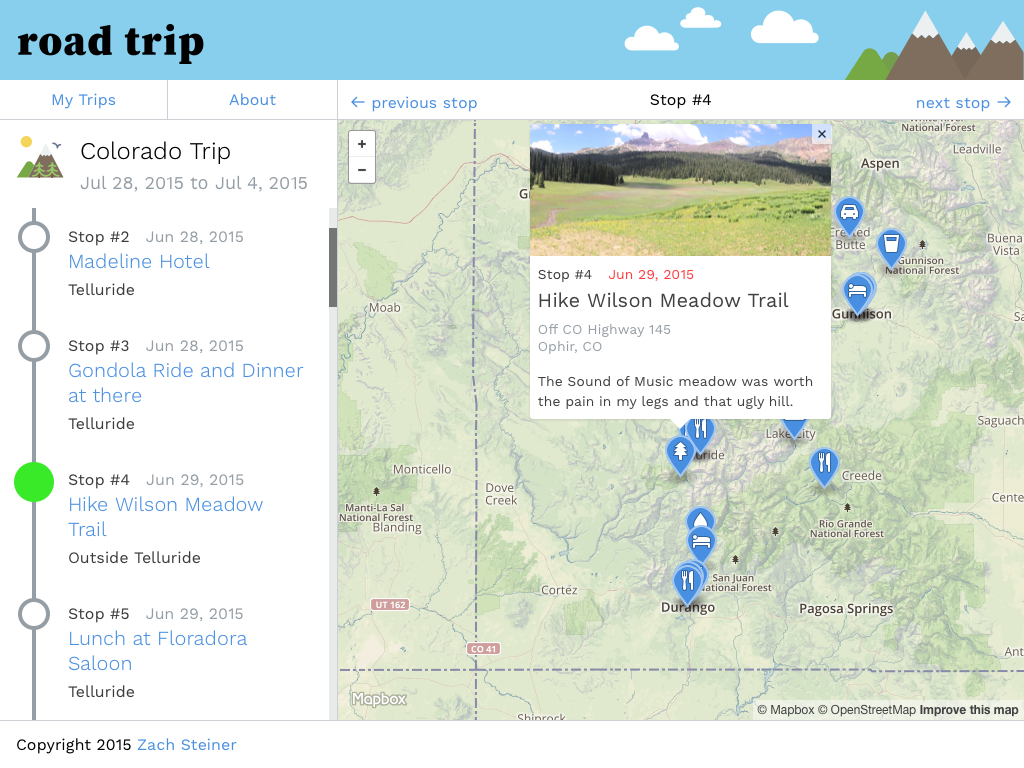 road trip
My Trips
About
← previous stop
Stop #4
next stop →
Colorado Trip
Jul 28, 2015 to Jul 4, 2015
Stop #2 Jun 28, 2015
Madeline Hotel
Telluride
Stop #3 Jun 28, 2015
Gondola Ride and Dinner
at there
Telluride
Stop #4 Jun 29, 2015
Hike Wilson Meadow
Trail
Outside Telluride
Stop #5 Jun 29, 2015
Lunch at Floradora
Saloon
Telluride
+
−
×
Stop #4 Jun 29, 2015
Hike Wilson Meadow Trail
Off CO Highway 145
Ophir, CO
The Sound of Music meadow was worth
the pain in my legs and that ugly hill.
National Forest
Leadville
Aspen
Butte
Buena
Vista
Gunnison
National Forest
Gunnison
Moab
Saguach
Lake City
Monticello
Dove
Creek
Creede
Manti-La Sal
National Forest
Blanding
Cente
Rio Grande
National Forest
San Juan
National Forest
Cortez
UT 162
Durango
Pagosa Springs
CO 41
Ant
Mapbox
Shiprock
© Mapbox © OpenStreetMap Improve this map
Copyright 2015 Zach Steiner